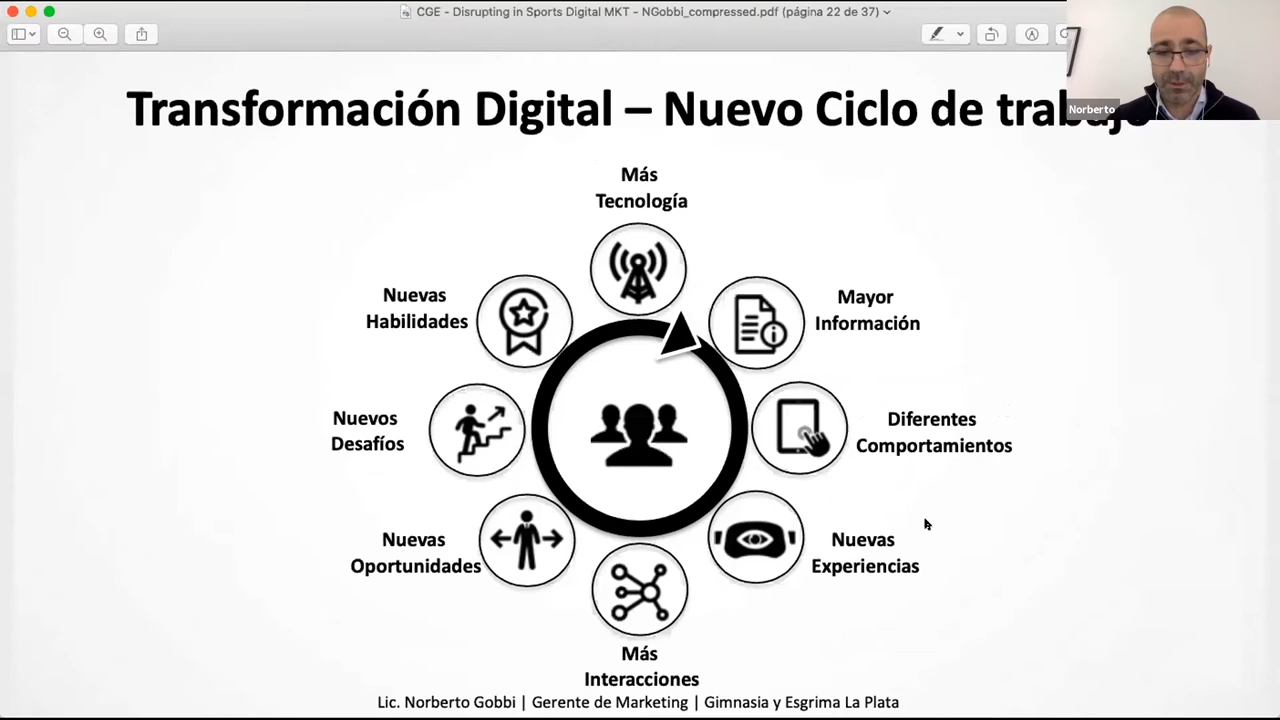 CGE - Disrupting in Sports Digital MKT - NGobbi_compressed.pdf (página 22 de 37)
Norberto
Transformación Digital – Nuevo Ciclo de trabajo
Más
Tecnología
Nuevas
Habilidades
Mayor
Información
Nuevos
Desafíos
Diferentes
Comportamientos
Nuevas
Oportunidades
Nuevas
Experiencias
Más
Interacciones
Lic. Norberto Gobbi | Gerente de Marketing | Gimnasia y Esgrima La Plata